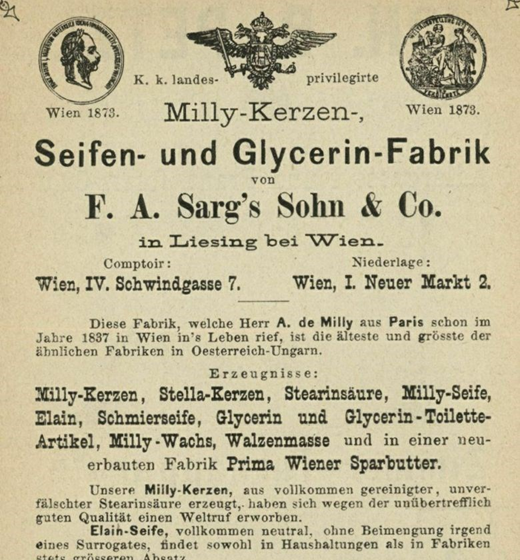 K. k. landes- privilegirte
Wien 1873. Wien 1873.
Milly-Kerzen-,
Seifen- und Glycerin-Fabrik
von
F. A. Sarg's Sohn & Co.
in Liesing bei Wien.
Comptoir: Niederlage:
Wien, IV. Schwindgasse 7. Wien, I. Neuer Markt 2.
Diese Fabrik, welche Herr A. de Milly aus Paris schon im
Jahre 1837 in Wien in's Leben rief, ist die älteste und grösste der
ähnlichen Fabriken in Oesterreich-Ungarn.
Erzeugnisse:
Milly-Kerzen, Stella-Kerzen, Stearinsäure, Milly-Seife,
Elain, Schmierseife, Glycerin und Glycerin-Toilette-
Artikel, Milly-Wachs, Walzenmasse und in einer neu-
erbauten Fabrik Prima Wiener Sparbutter.
Unsere Milly-Kerzen, aus vollkommen gereinigter, unver-
fälschter Stearinsäure erzeugt, haben sich wegen der unübertrefflich
guten Qualität einen Weltruf erworben.
Elain-Seife, vollkommen neutral, ohne Beimengung irgend
eines Surrogates, findet sowohl in Haushaltungen als in Fabriken
stets grösseren Absatz.